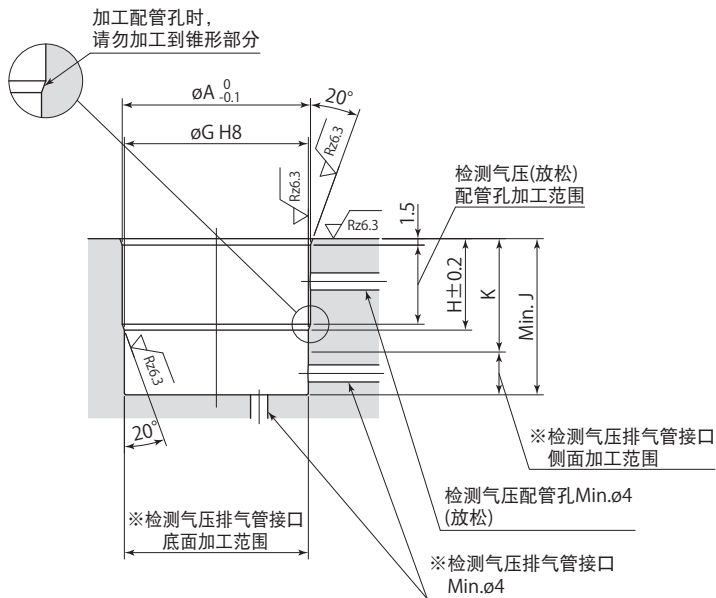 加工配管孔时，
请勿加工到锥形部分
øA 0 -0.1
20°
øG H8
Rz6.3
Rz6.3
Rz6.3
检测气压(放松)
配管孔加工范围
1.5
H±0.2
K
Min. J
Rz6.3
20°
※检测气压排气管接口
侧面加工范围
检测气压配管孔Min.ø4
(放松)
※检测气压排气管接口
底面加工范围
※检测气压排气管接口
Min.ø4